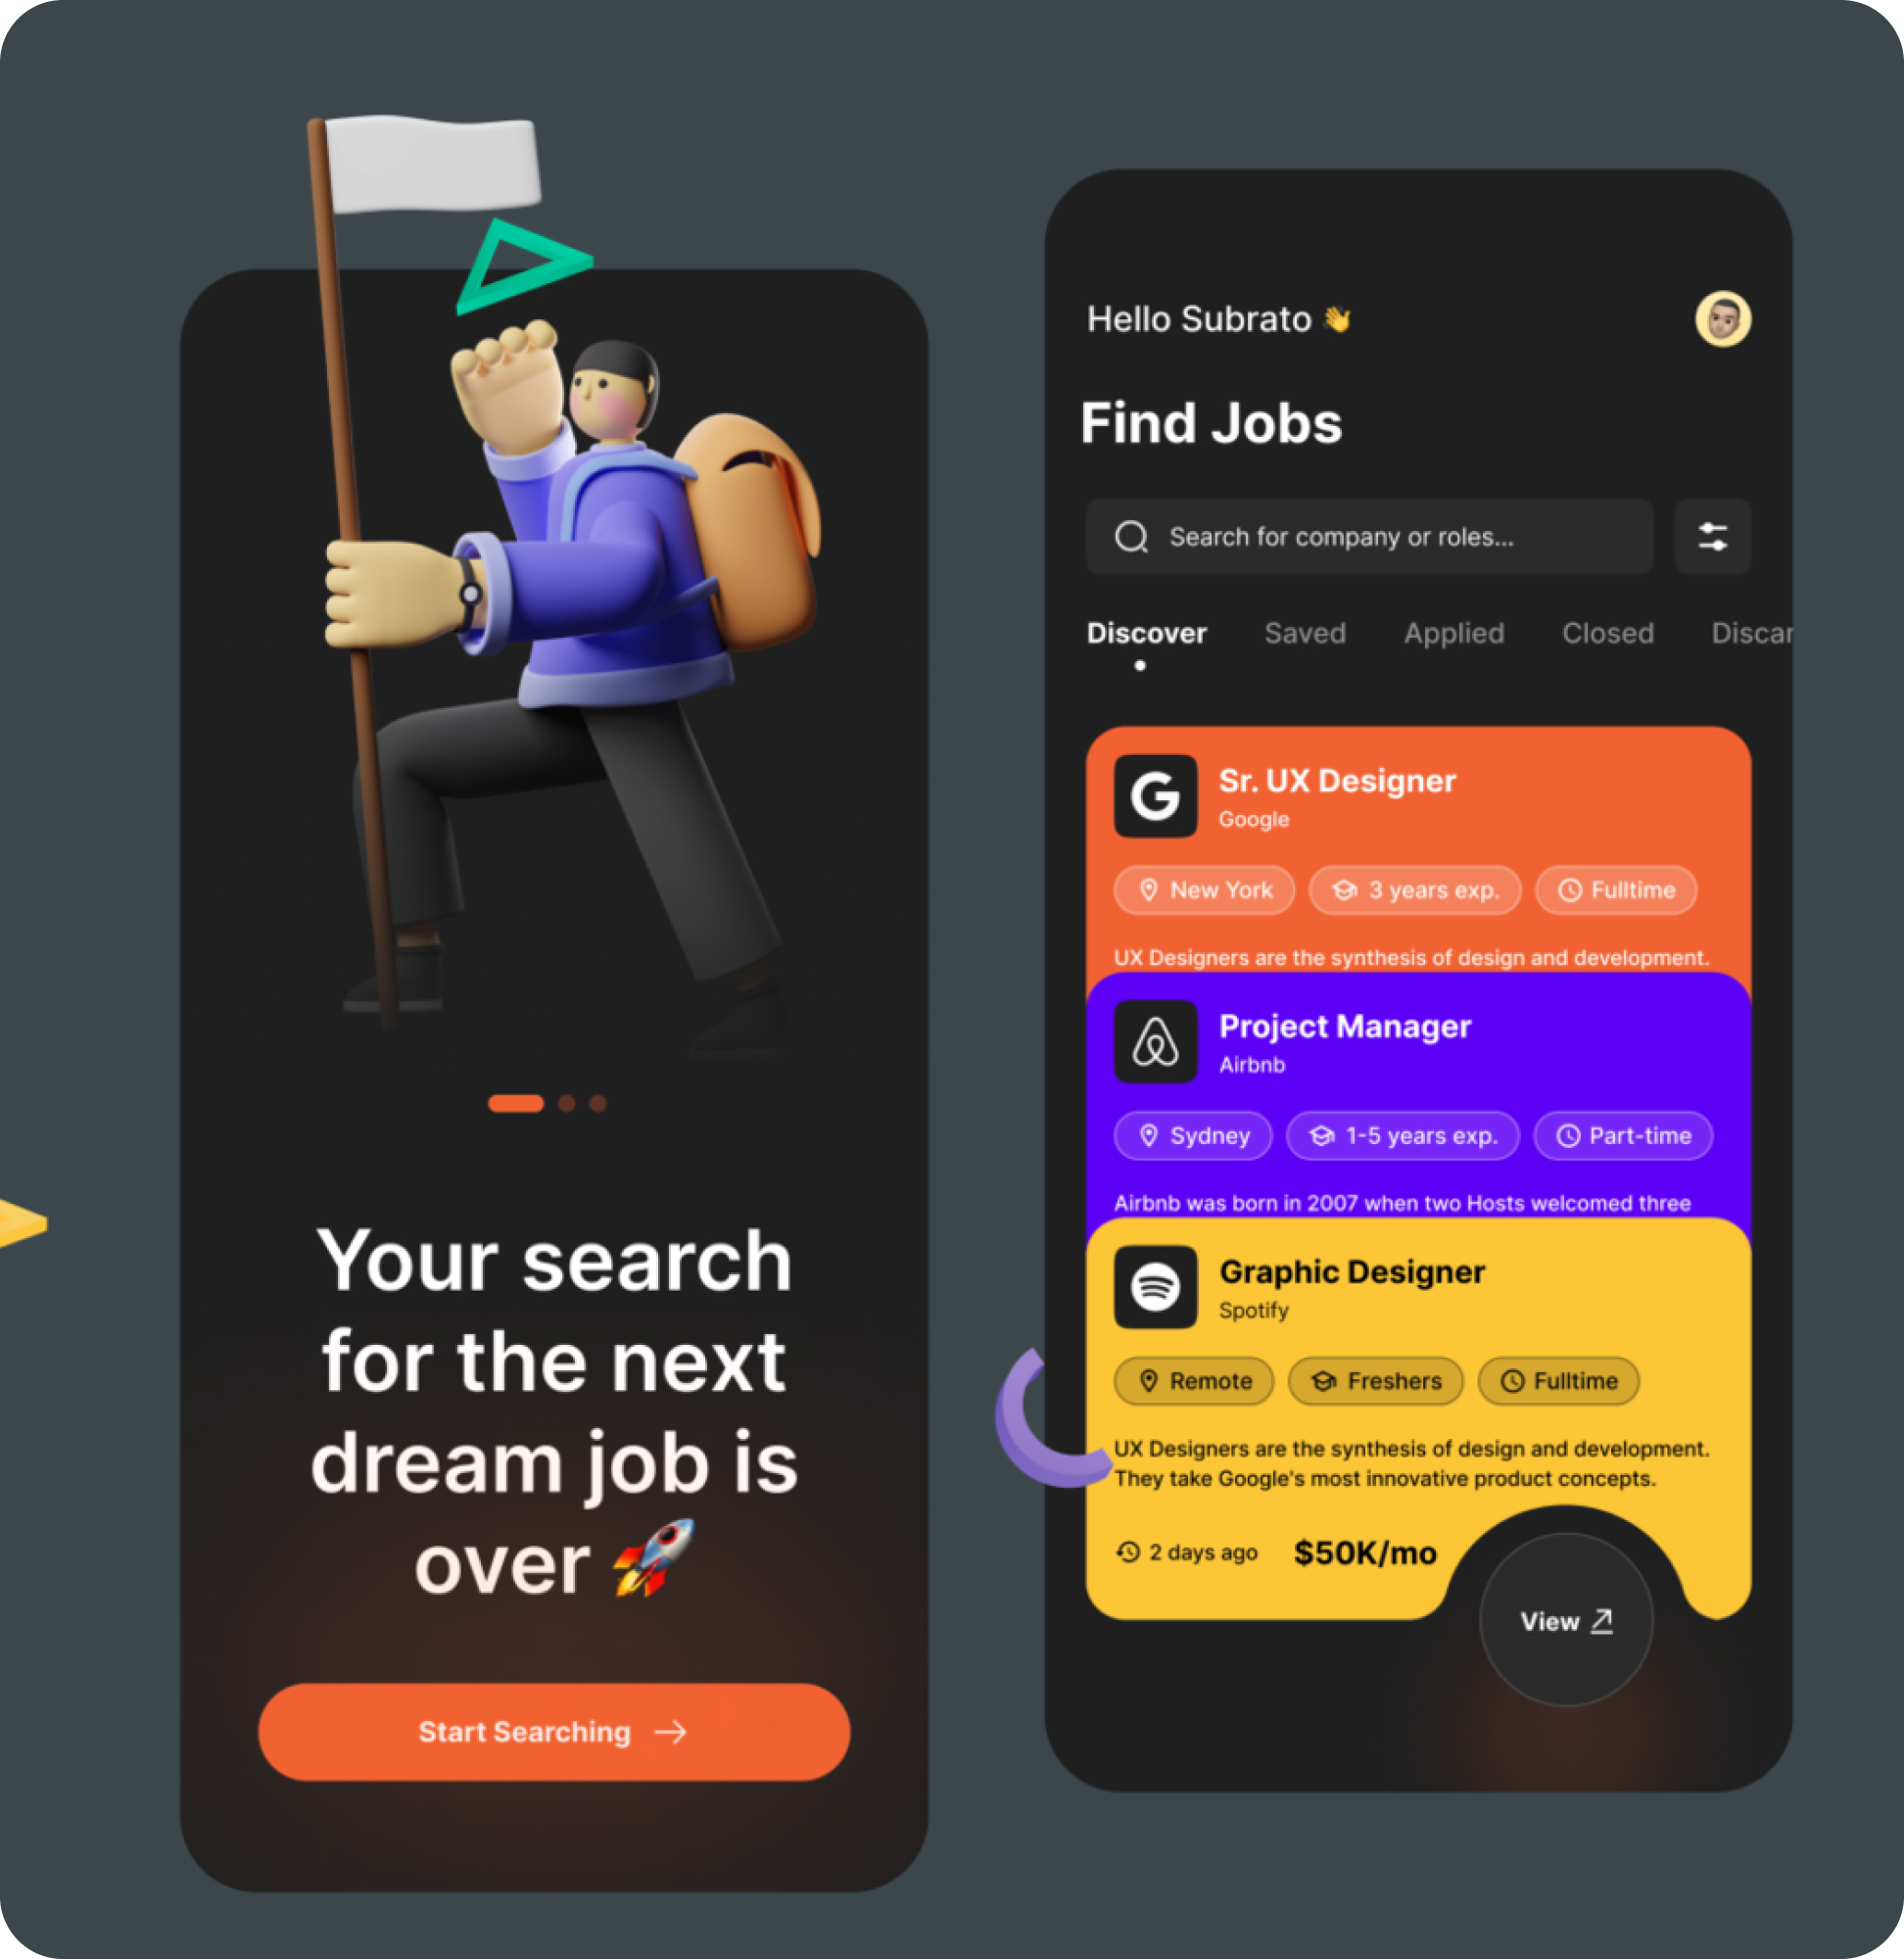 Your search
for the next
dream job is
over 🚀
Start Searching →
Hello Subrato 👋
Find Jobs
Search for company or roles...
Discover Saved Applied Closed Discar
Sr. UX Designer
Google
New York 3 years exp. Fulltime
UX Designers are the synthesis of design and development.
Project Manager
Airbnb
Sydney 1-5 years exp. Part-time
Airbnb was born in 2007 when two Hosts welcomed three
Graphic Designer
Spotify
Remote Freshers Fulltime
UX Designers are the synthesis of design and development.
They take Google's most innovative product concepts.
2 days ago $50K/mo
View